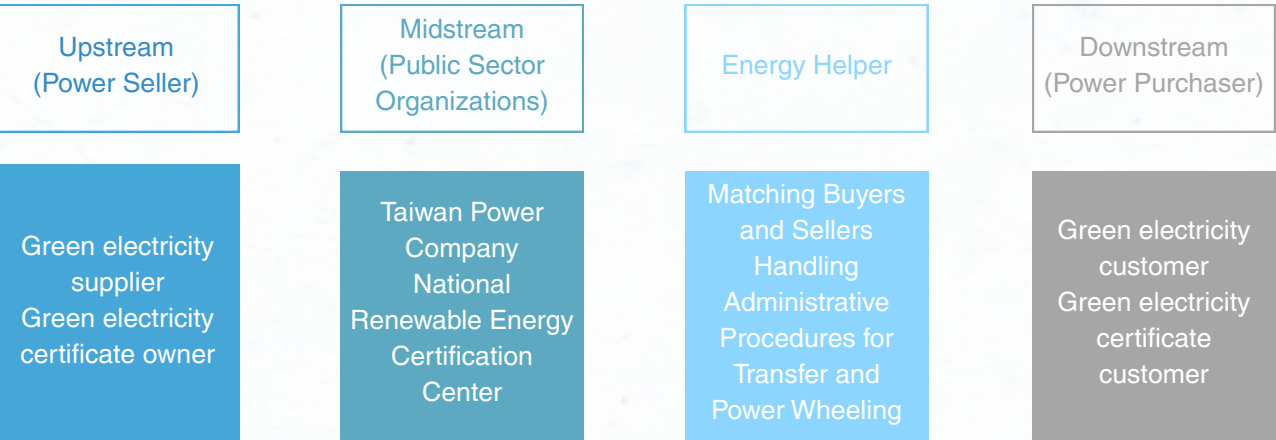 Upstream
(Power Seller)
Midstream
(Public Sector
Organizations)
Energy Helper
Downstream
(Power Purchaser)
Green electricity
supplier
Green electricity
certificate owner
Taiwan Power
Company
National
Renewable Energy
Certification
Center
Matching Buyers
and Sellers
Handling
Administrative
Procedures for
Transfer and
Power Wheeling
Green electricity
customer
Green electricity
certificate
customer